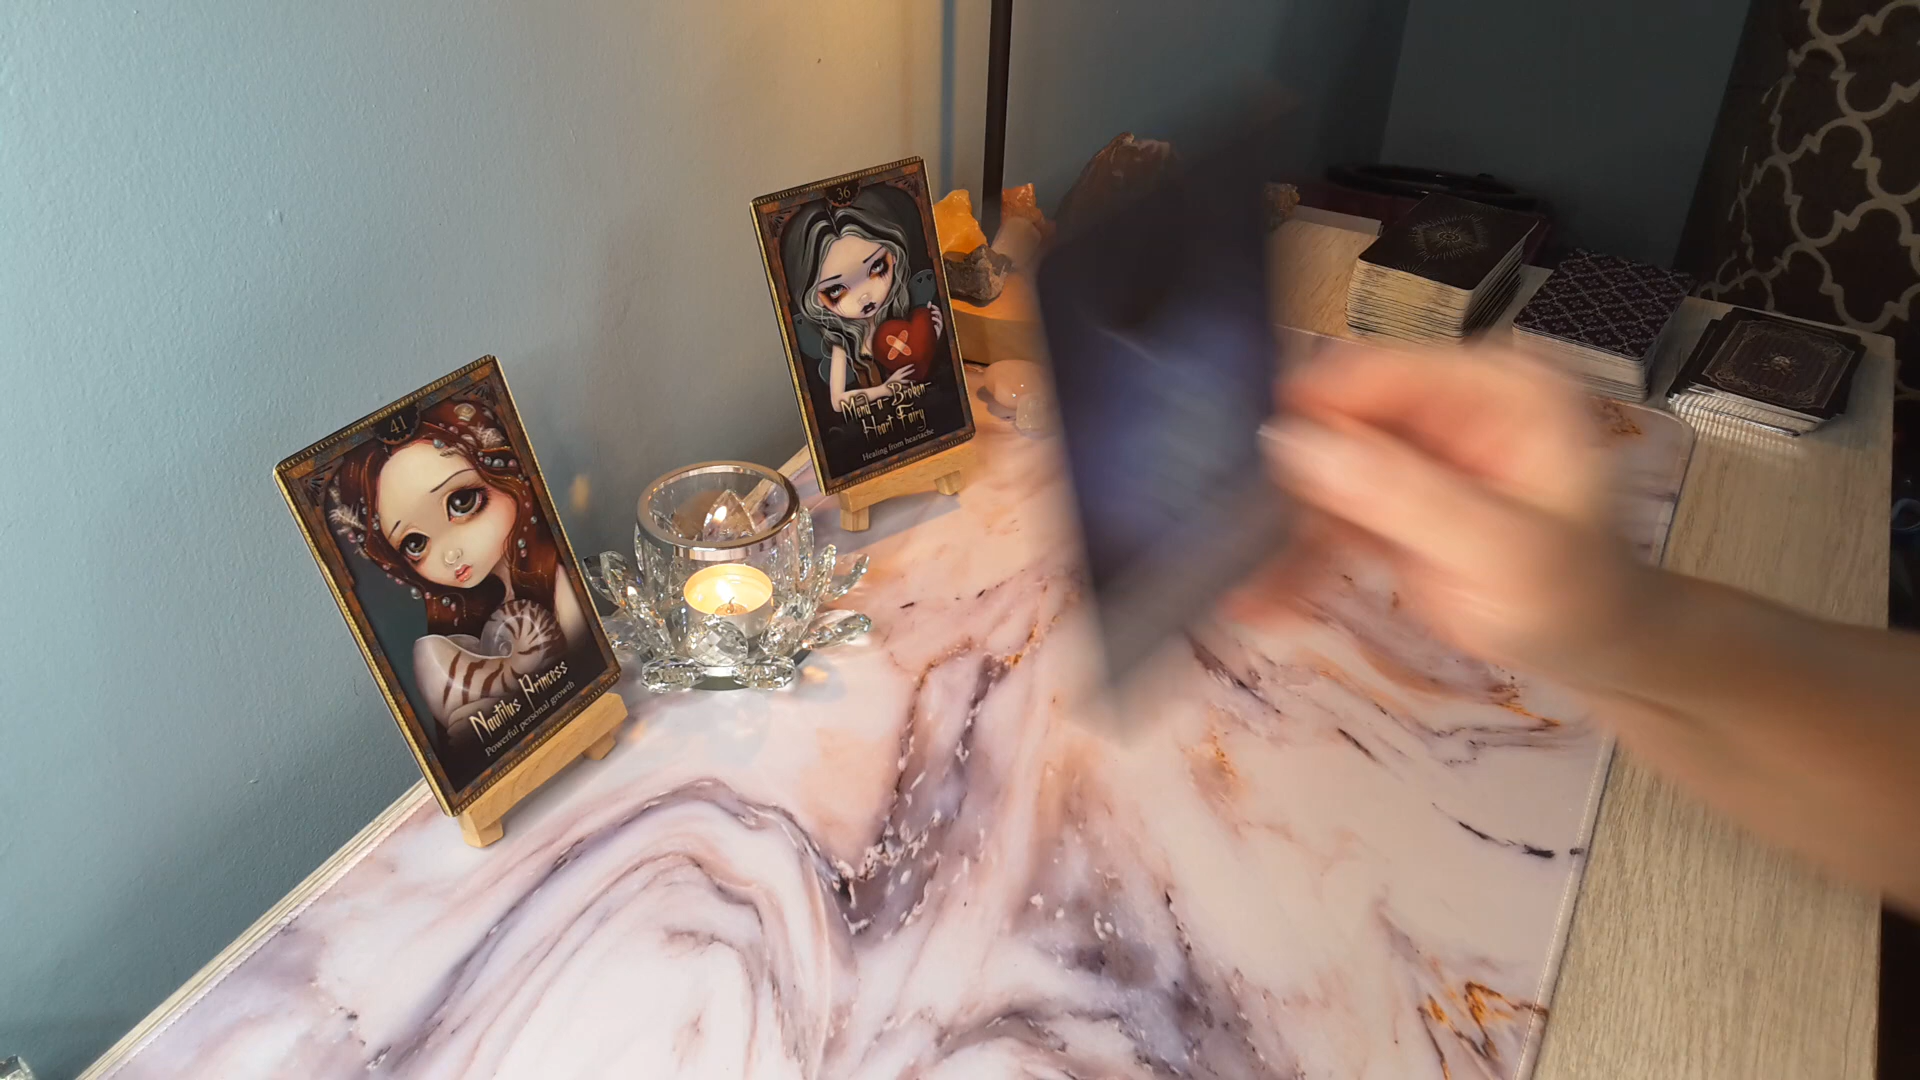 41
Nautilus Princess
Powerful personal growth
36
Mend-a-Broken-
Heart Fairy
Healing from heartache